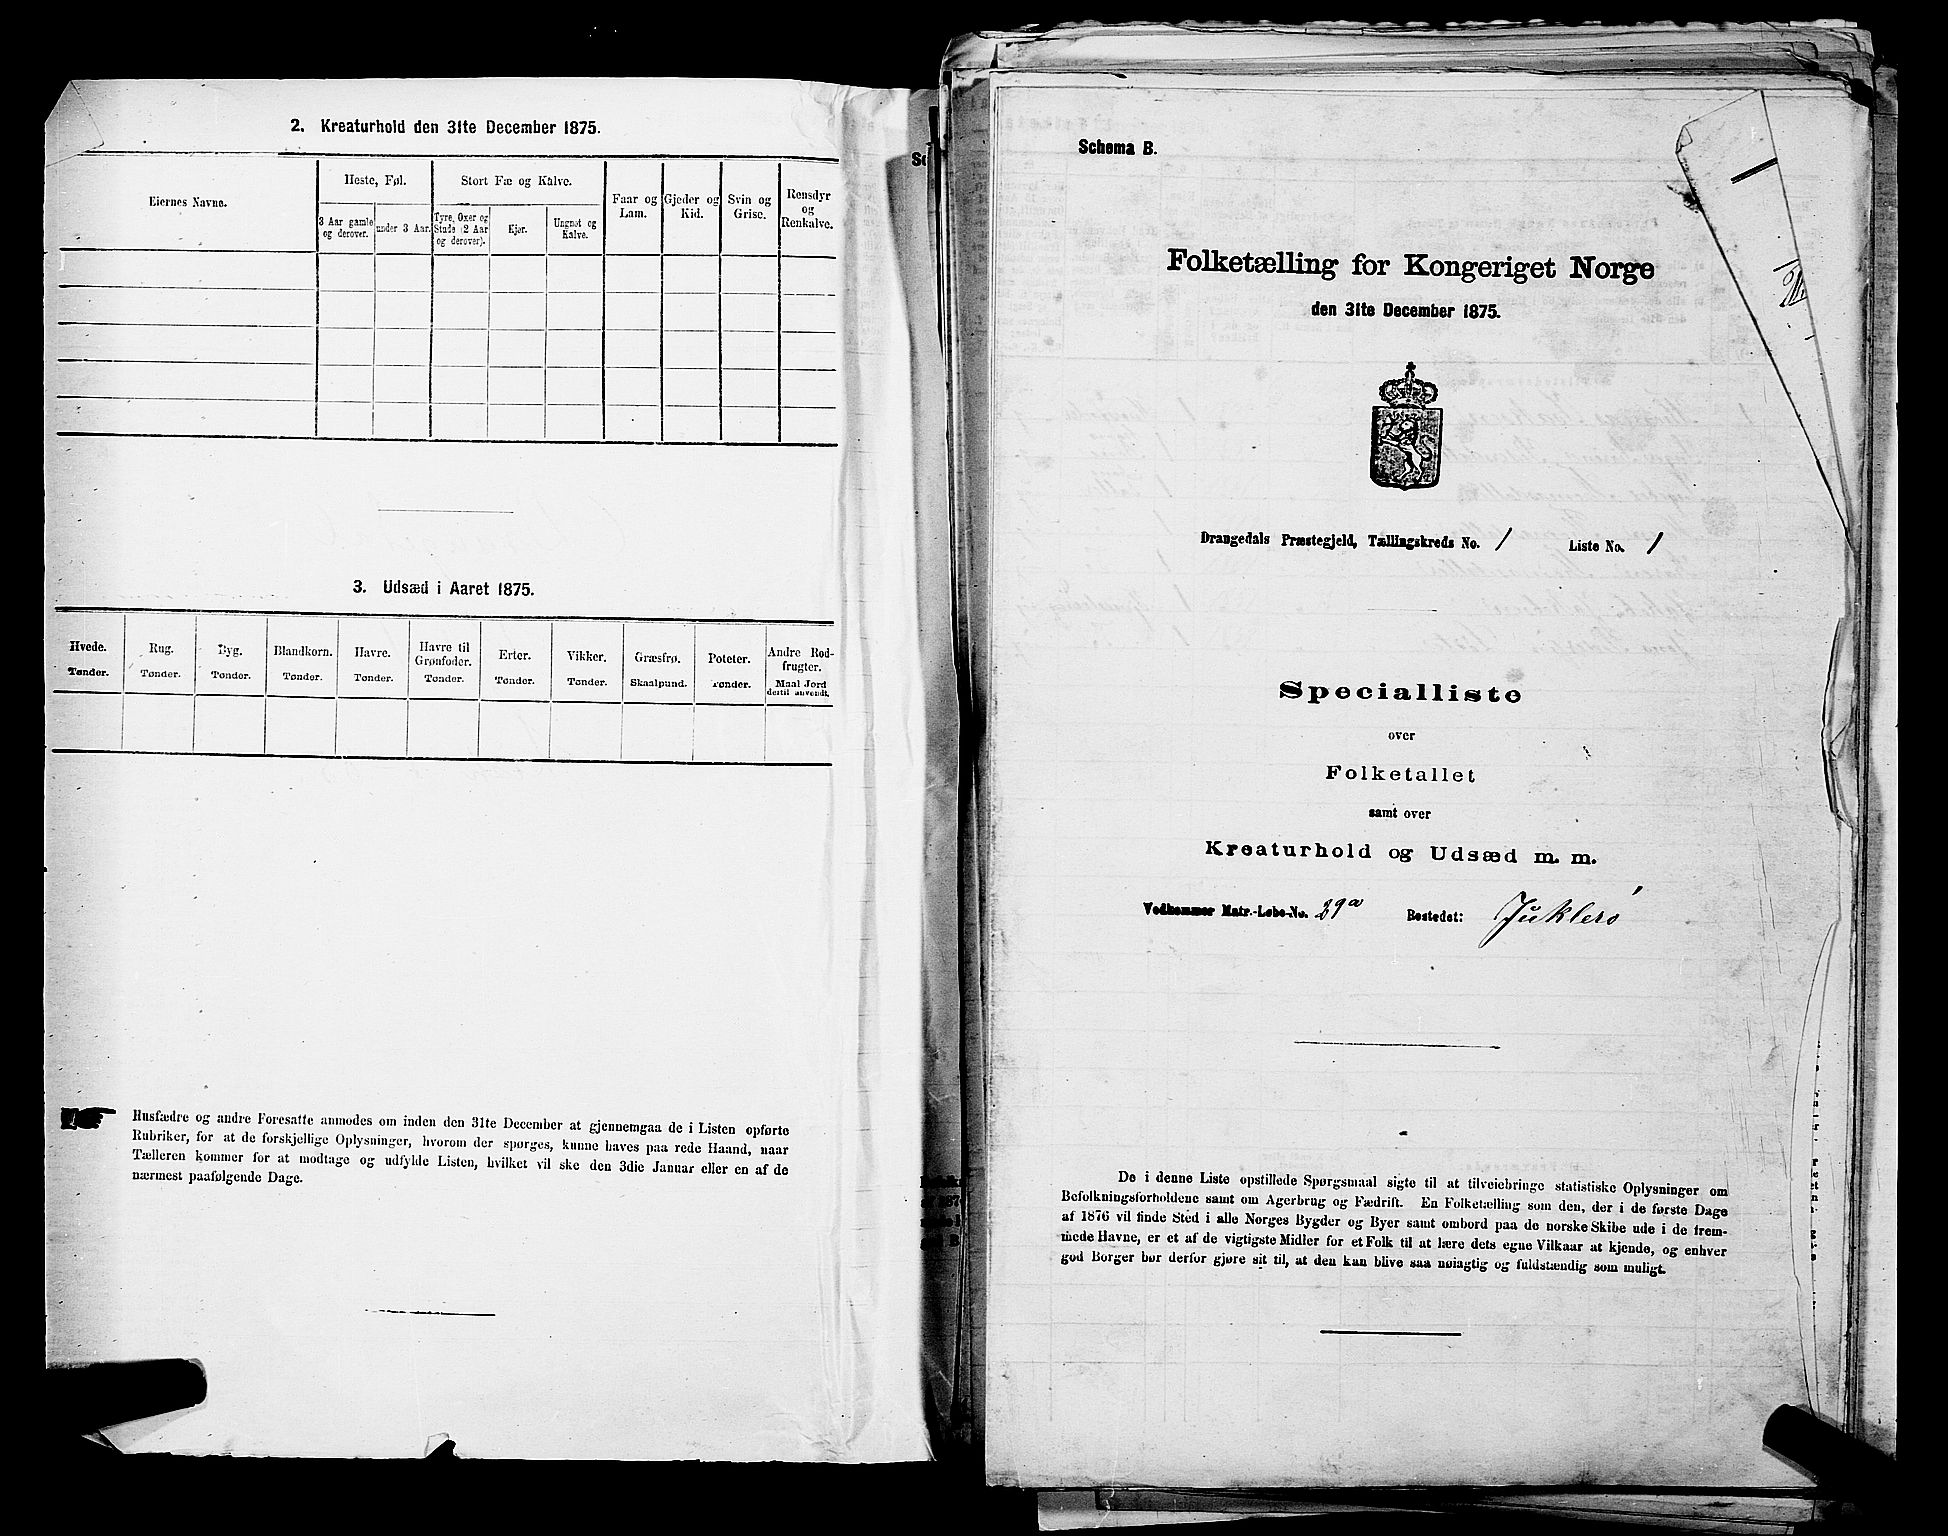 2. Kreaturhold den 31te December 1875.
Eiernes Navne.
Heste, Føl.
Stort Fæ og Kalve.
Faar og Lam.
Gjeder og Kid.
Svin og Grise.
Rensdyr og Renkalve.
3 Aar gamle og derover.
under 3 Aar.
Tyre, Oxer og Stude (2 Aar og derover).
Kjør.
Ungnøt og Kalve.
3. Udsæd i Aaret 1875.
Hvede. Tønder.
Rug. Tønder.
Byg. Tønder.
Blandkorn. Tønder.
Havre. Tønder.
Havre til Grønfoder. Tønder.
Erter. Tønder.
Vikker. Tønder.
Græsfrø. Skaalpund.
Poteter. Tønder.
Andre Rodfrugter. Maal Jord dertil anvendt.
Husfædre og andre Foresatte anmodes om inden den 31te December at gjennemgaa de i Listen opførte
Rubriker, for at de forskjellige Oplysninger, hvorom der spørges, kunne haves paa rede Haand, naar
Tælleren kommer for at modtage og udfylde Listen, hvilket vil ske den 3die Januar eller en af de
nærmest paafølgende Dage.
Schema B.
Folketælling for Kongeriget Norge
den 31te December 1875.
Drangedals Præstegjeld, Tællingskreds No. 1 Liste No. 1
Specialliste
over
Folketallet
samt over
Kreaturhold og Udsæd m. m.
Vedkommer Matr.-Løbe-No. 29a Bostedet: Juklerø
De i denne Liste opstillede Spørgsmaal sigte til at tilveiebringe statistiske Oplysninger om
Befolkningsforholdene samt om Agerbrug og Fædrift. En Folketælling som den, der i de første Dage
af 1876 vil finde Sted i alle Norges Bygder og Byer samt ombord paa de norske Skibe ude i frem-
mede Havne, er et af de vigtigste Midler for et Folk til at lære dets egne Vilkaar at kjende, og enhver
god Borger bør derfor gjøre sit til, at den kan blive saa nøiagtig og fuldstændig som muligt.